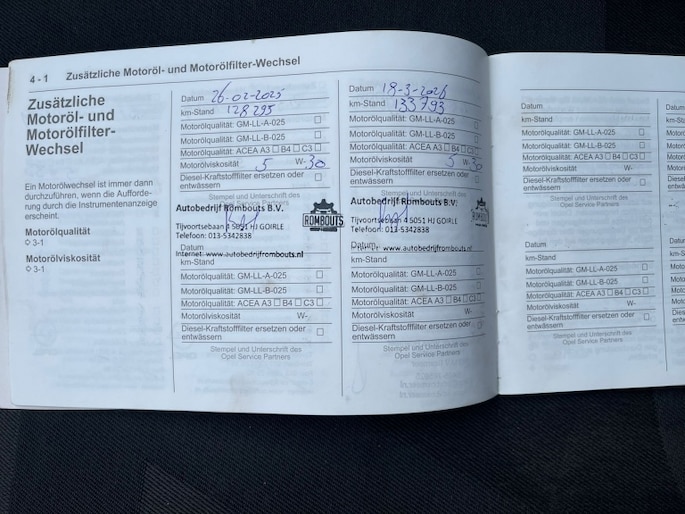 4 - 1 Zusätzliche Motoröl- und Motorölfilter-Wechsel
Zusätzliche
Motoröl- und
Motorölfilter-
Wechsel
Ein Motorölwechsel ist immer dann
durchzuführen, wenn die Aufforde-
rung durch die Instrumentenanzeige
erscheint.
Motorölqualität
◊ 3-1
Motorölviskosität
◊ 3-1
Datum 26-02-2025
km-Stand 128295
Motorölqualität: GM-LL-A-025 ☐
Motorölqualität: GM-LL-B-025 ☐
Motorölqualität: ACEA A3 ☐ B4 ☐ C3 ☐
Motorölviskosität 5 W-30
Diesel-Kraftstofffilter ersetzen oder
entwässern ☐
Stempel und Unterschrift des
Autobedrijf Rombouts B.V.
Tijvoortsebaan 4 5051 HJ GOIRLE
Telefoon: 013-5342838
ROMBOUTS
Datum
Internet: www.autobedrijfrombouts.nl
km-Stand
Motorölqualität: GM-LL-A-025 ☐
Motorölqualität: GM-LL-B-025 ☐
Motorölqualität: ACEA A3 ☐ B4 ☐ C3 ☐
Motorölviskosität W-
Diesel-Kraftstofffilter ersetzen oder
entwässern ☐
Stempel und Unterschrift des
Opel Service Partners
Datum 18-3-2026
km-Stand 133793
Motorölqualität: GM-LL-A-025 ☐
Motorölqualität: GM-LL-B-025 ☐
Motorölqualität: ACEA A3 ☐ B4 ☐ C3 ☐
Motorölviskosität 5 W-30
Diesel-Kraftstofffilter ersetzen oder
entwässern ☐
Stempel und Unterschrift des
Autobedrijf Rombouts B.V.
Tijvoortsebaan 4 5051 HJ GOIRLE
Telefoon: 013-5342838
ROMBOUTS
Datum
www.autobedrijfrombouts.nl
km-Stand
Motorölqualität: GM-LL-A-025 ☐
Motorölqualität: GM-LL-B-025 ☐
Motorölqualität: ACEA A3 ☐ B4 ☐ C3 ☐
Motorölviskosität W-
Diesel-Kraftstofffilter ersetzen oder
entwässern ☐
Stempel und Unterschrift des
Opel Service Partners
Datum
km-Stand
Motorölqualität: GM-LL-A-025 ☐
Motorölqualität: GM-LL-B-025 ☐
Motorölqualität: ACEA A3 ☐ B4 ☐ C3 ☐
Motorölviskosität W-
Diesel-Kraftstofffilter ersetzen oder
entwässern ☐
Stempel und Unterschrift des
Opel Service Partners
Datum
km-Stand
Motorölqualität: GM-LL-A-025 ☐
Motorölqualität: GM-LL-B-025 ☐
Motorölqualität: ACEA A3 ☐ B4 ☐ C3 ☐
Motorölviskosität W-
Diesel-Kraftstofffilter ersetzen oder
entwässern ☐
Stempel und Unterschrift des
Opel Service Partners